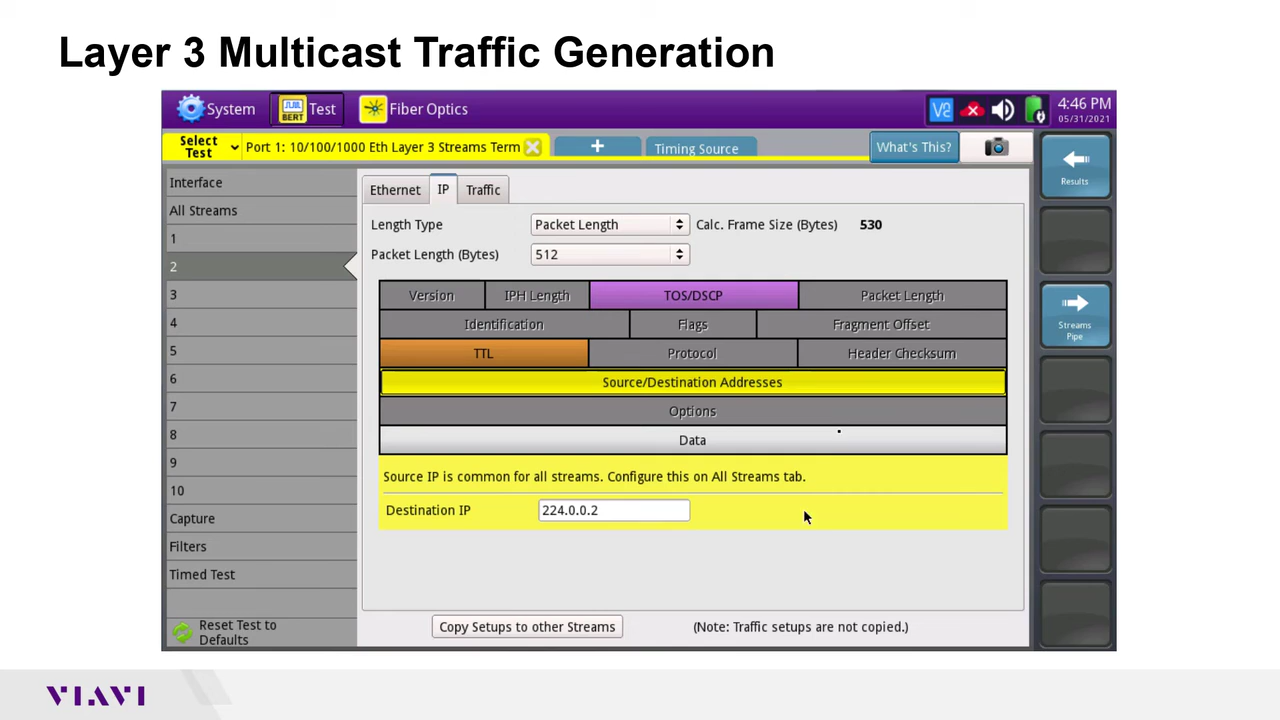 Layer 3 Multicast Traffic Generation
System Test Fiber Optics
BERT
V2
4:46 PM
05/31/2021
Select Test
Port 1: 10/100/1000 Eth Layer 3 Streams Term
+
Timing Source
What's This?
Results
Streams Pipe
Interface
All Streams
1
2
3
4
5
6
7
8
9
10
Capture
Filters
Timed Test
Reset Test to Defaults
Ethernet IP Traffic
Length Type Packet Length Calc. Frame Size (Bytes) 530
Packet Length (Bytes) 512
Version IPH Length TOS/DSCP Packet Length
Identification Flags Fragment Offset
TTL Protocol Header Checksum
Source/Destination Addresses
Options
Data
Source IP is common for all streams. Configure this on All Streams tab.
Destination IP 224.0.0.2
Copy Setups to other Streams (Note: Traffic setups are not copied.)
VIAVI